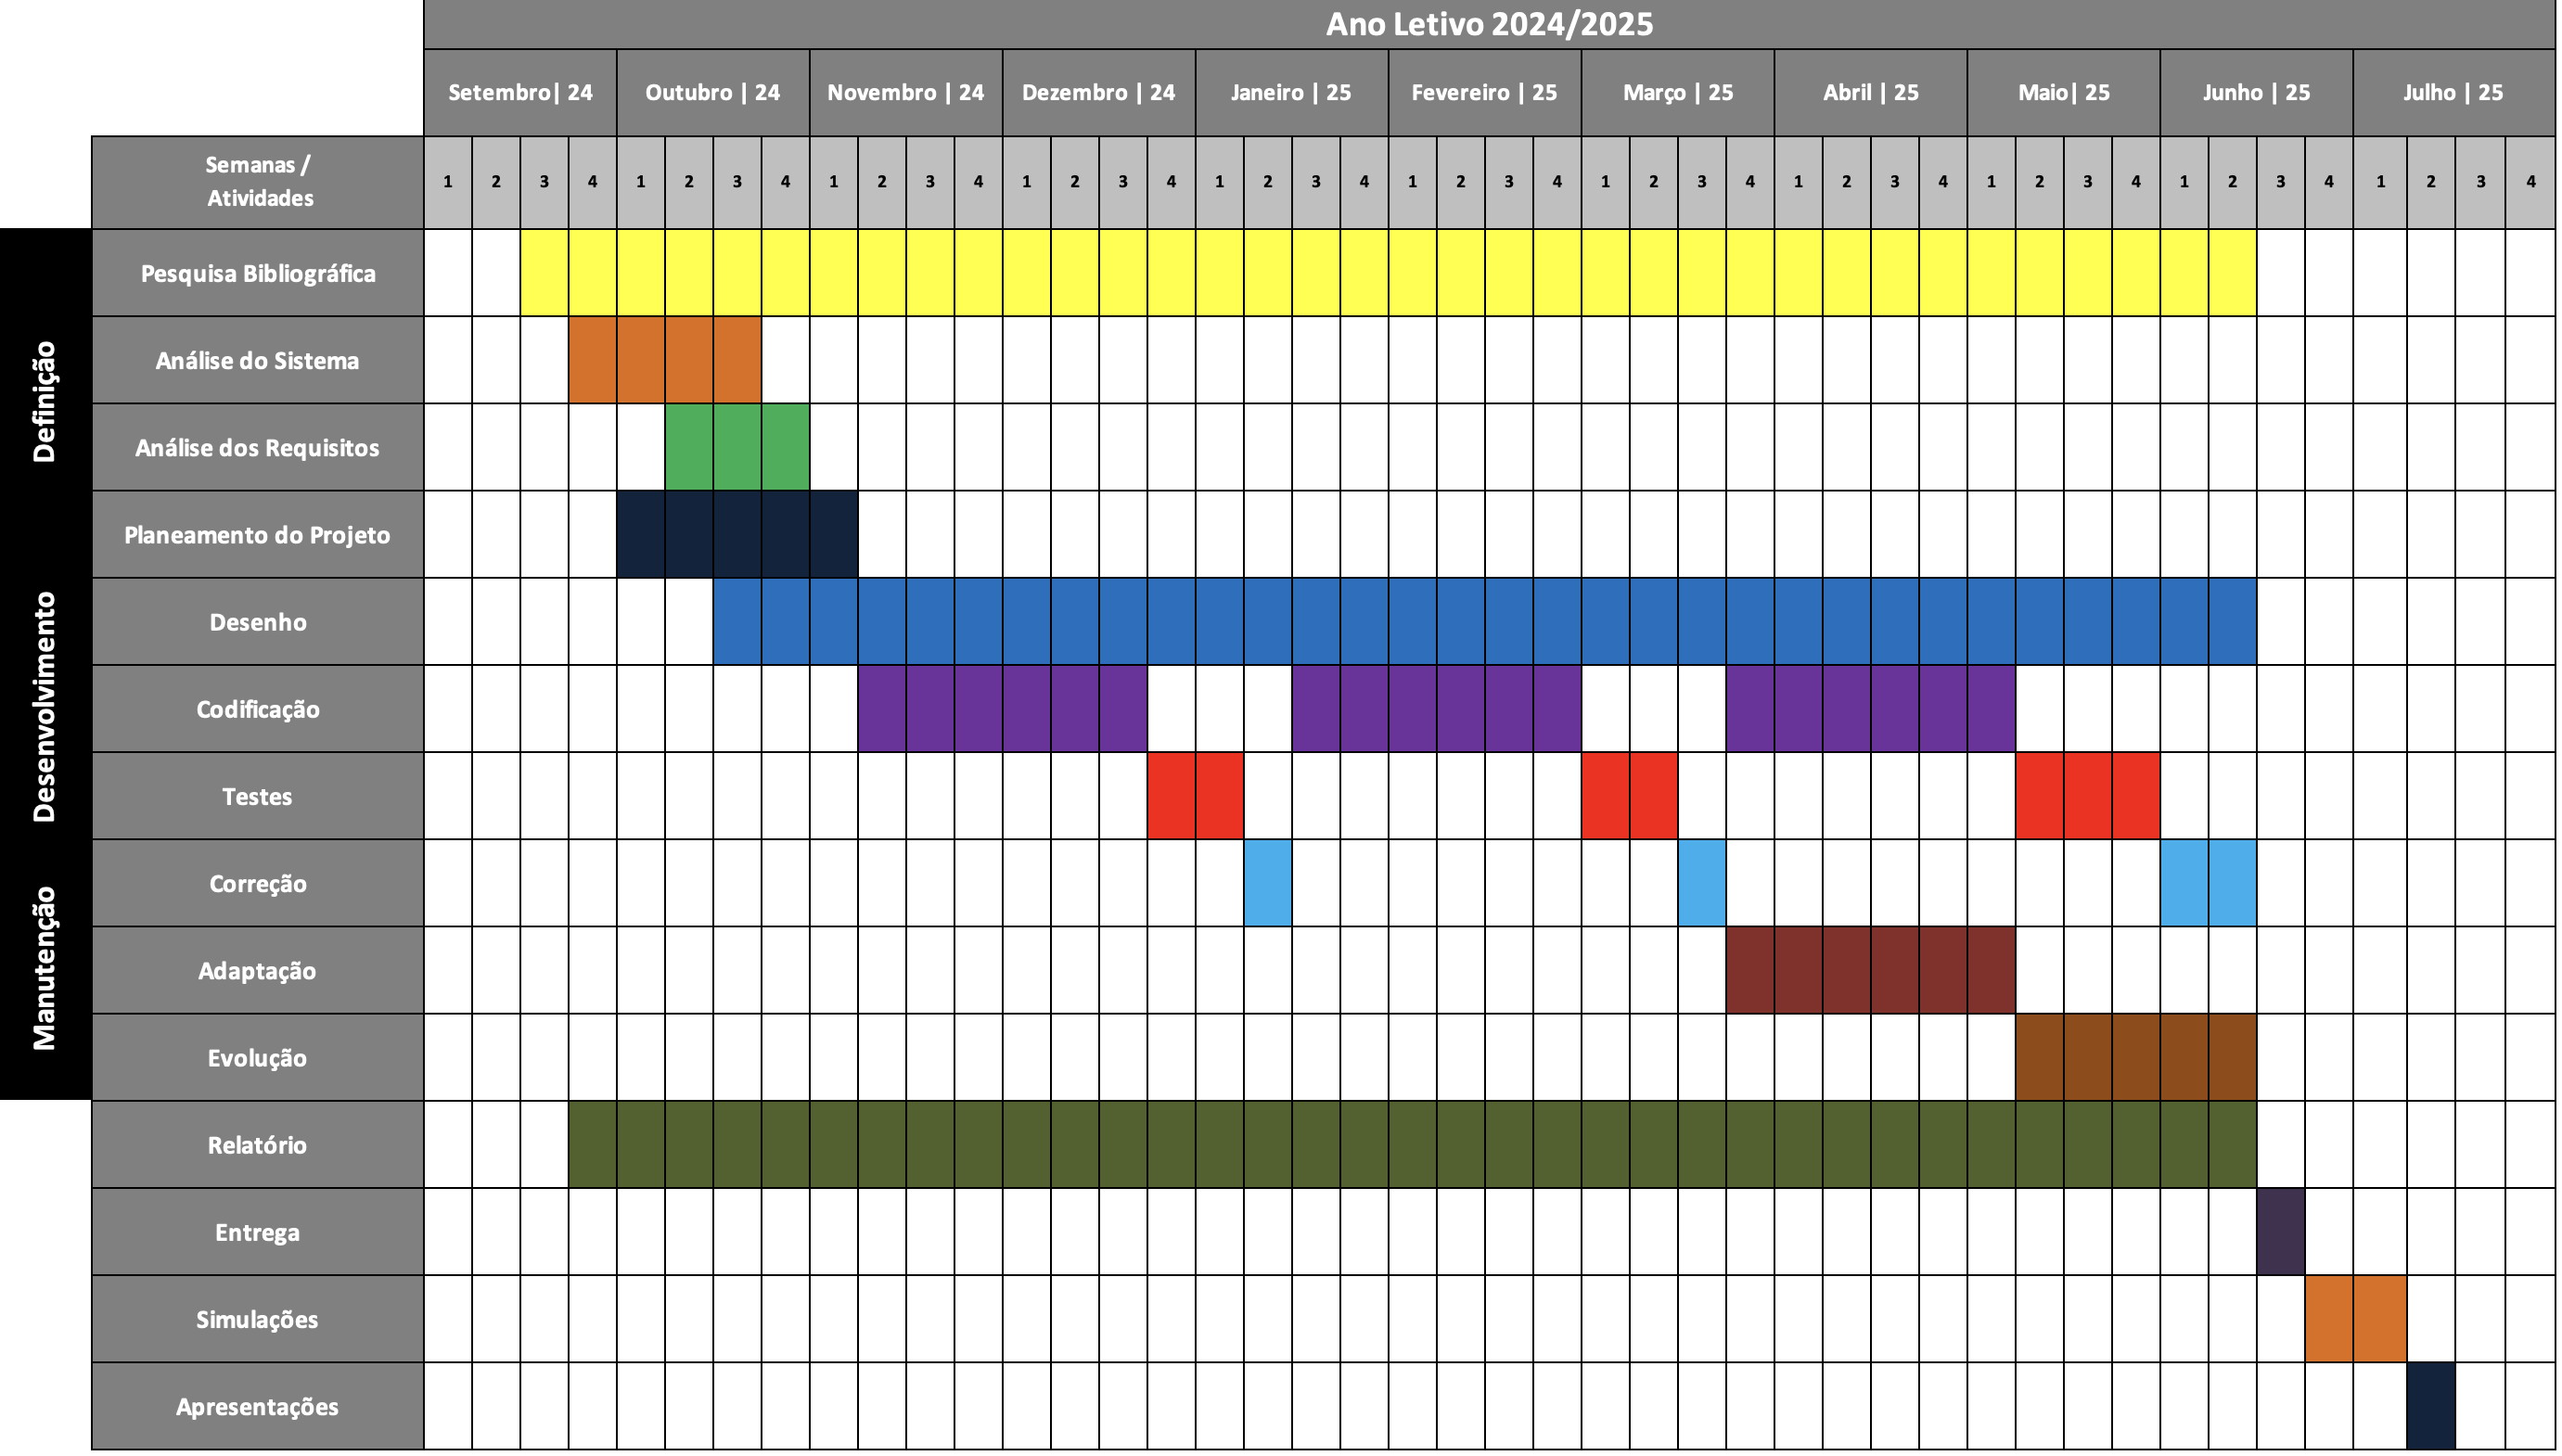 Ano Letivo 2024/2025
Setembro| 24 Outubro | 24 Novembro | 24 Dezembro | 24 Janeiro | 25 Fevereiro | 25 Março | 25 Abril | 25 Maio| 25 Junho | 25 Julho | 25
Semanas /
Atividades
1 2 3 4 1 2 3 4 1 2 3 4 1 2 3 4 1 2 3 4 1 2 3 4 1 2 3 4 1 2 3 4 1 2 3 4 1 2 3 4 1 2 3 4
Definição
Pesquisa Bibliográfica
Análise do Sistema
Análise dos Requisitos
Planeamento do Projeto
Desenvolvimento
Desenho
Codificação
Testes
Manutenção
Correção
Adaptação
Evolução
Relatório
Entrega
Simulações
Apresentações